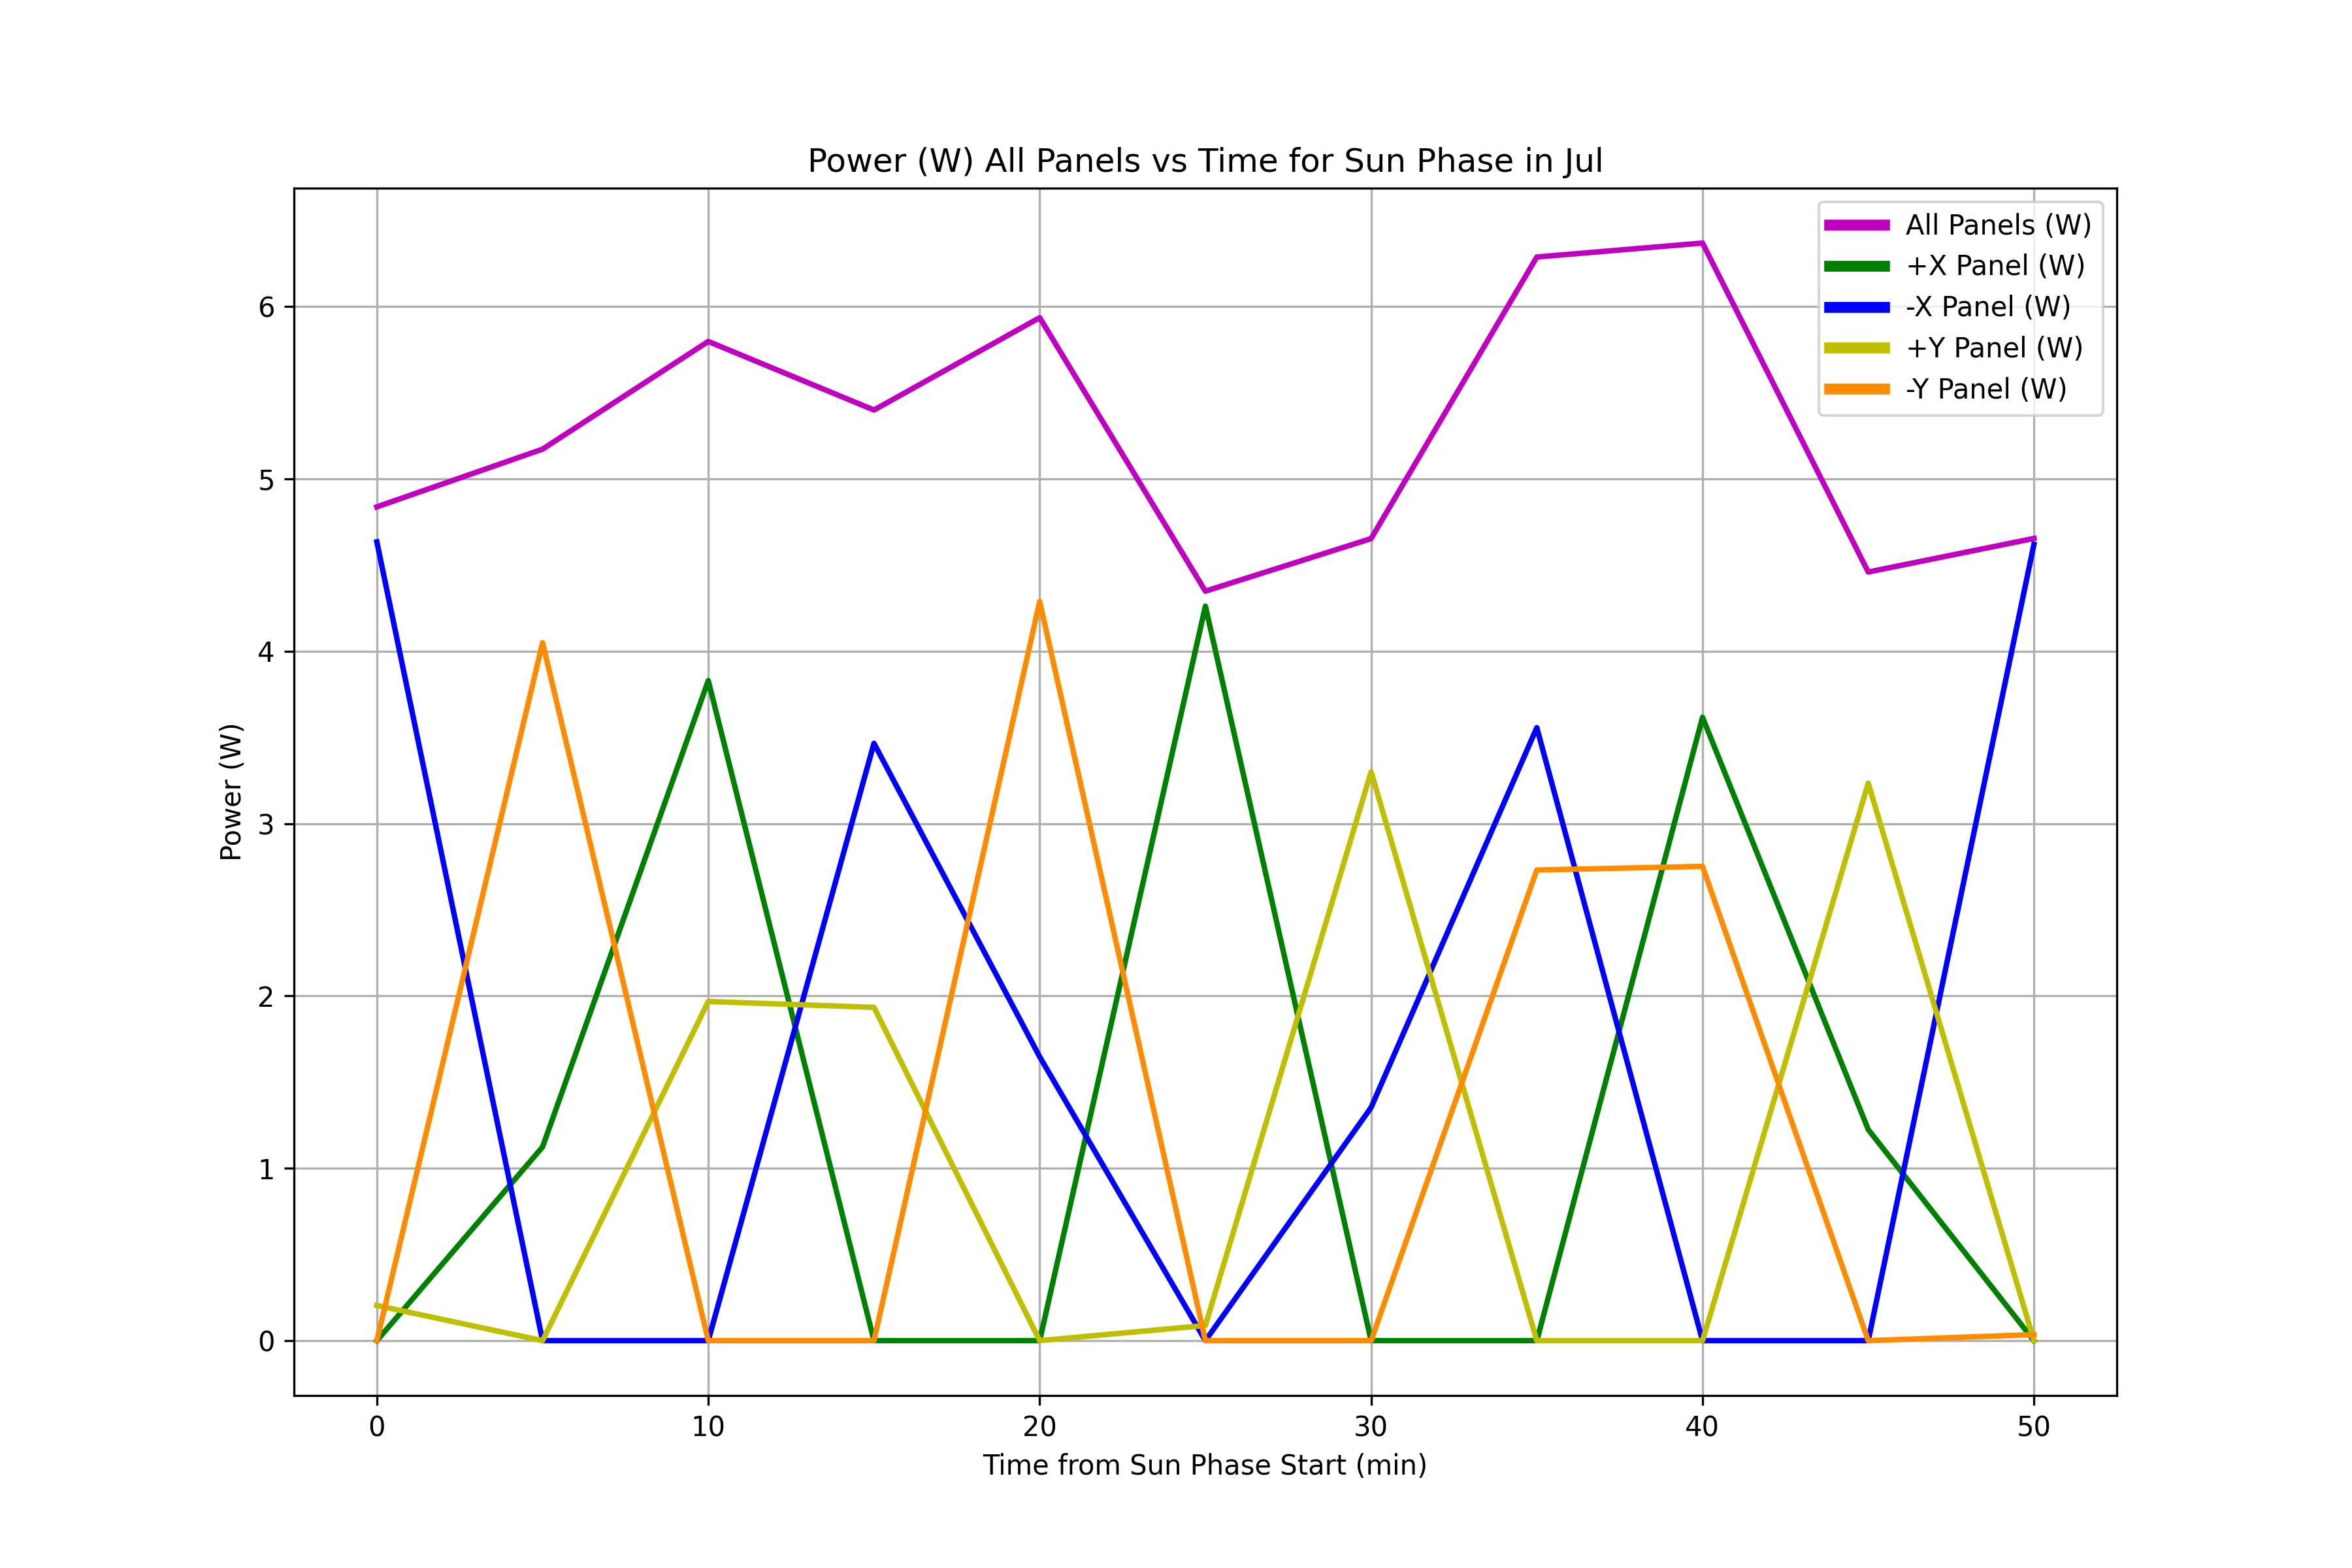 Power (W) All Panels vs Time for Sun Phase in Jul
All Panels (W)
+X Panel (W)
-X Panel (W)
+Y Panel (W)
-Y Panel (W)
6
5
4
3
2
1
0
Power (W)
0 10 20 30 40 50
Time from Sun Phase Start (min)